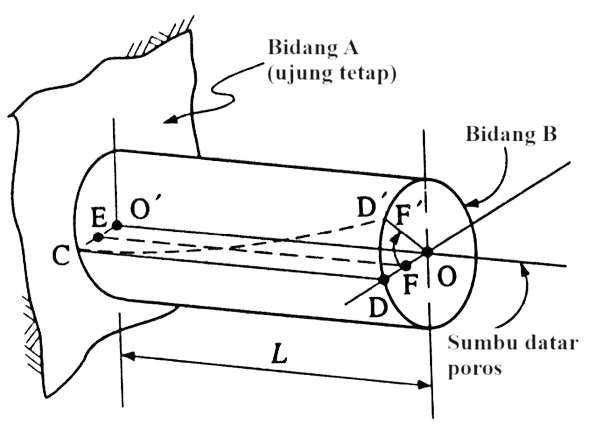 Bidang A
(ujung tetap)
Bidang B
D′ F′
E O′
C
F O
D
L
Sumbu datar
poros